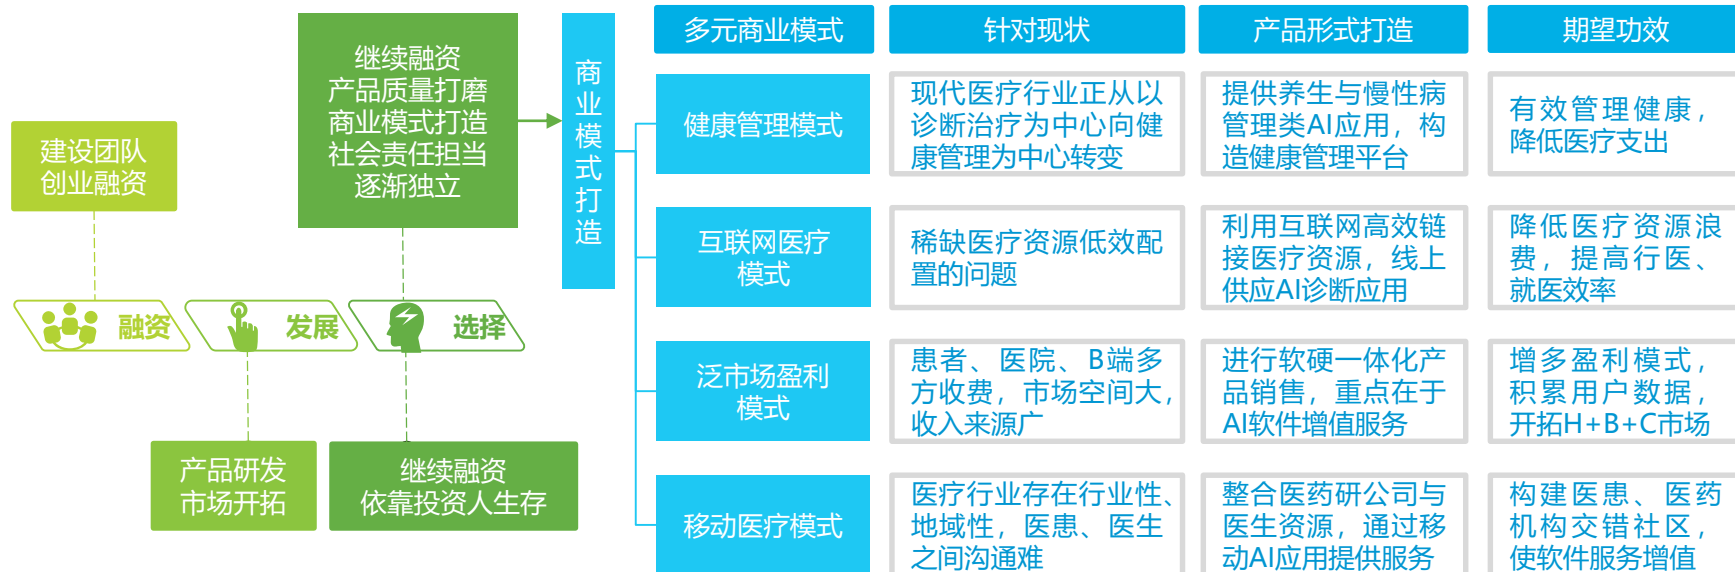 建设团队
创业融资
融资
发展
选择
产品研发
市场开拓
继续融资
产品质量打磨
商业模式打造
社会责任担当
逐渐独立
继续融资
依靠投资人生存
商业模式打造
多元商业模式
针对现状
产品形式打造
期望功效
健康管理模式
现代医疗行业正从以
诊断治疗为中心向健
康管理为中心转变
提供养生与慢性病
管理类AI应用，构
造健康管理平台
有效管理健康，
降低医疗支出
互联网医疗
模式
稀缺医疗资源低效配
置的问题
利用互联网高效链
接医疗资源，线上
供应AI诊断应用
降低医疗资源浪
费，提高行医、
就医效率
泛市场盈利
模式
患者、医院、B端多
方收费，市场空间大，
收入来源广
进行软硬一体化产
品销售，重点在于
AI软件增值服务
增多盈利模式，
积累用户数据，
开拓H+B+C市场
移动医疗模式
医疗行业存在行业性、
地域性，医患、医生
之间沟通难
整合医药研公司与
医生资源，通过移
动AI应用提供服务
构建医患、医药
机构交错社区，
使软件服务增值